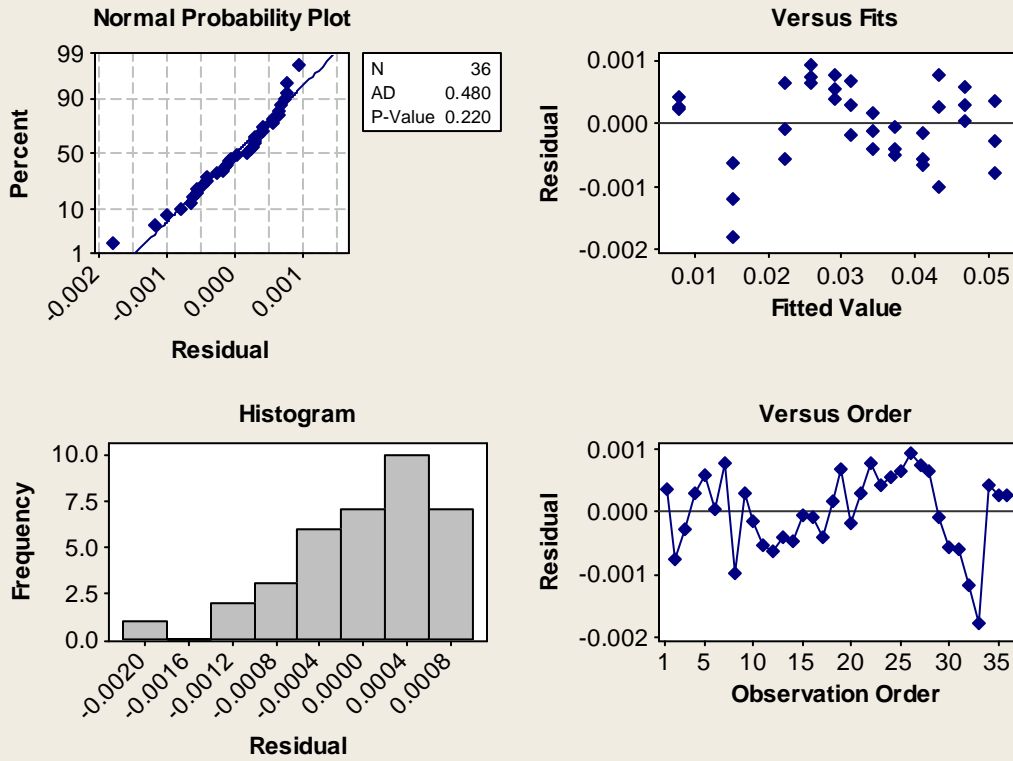 Normal Probability Plot
99
90
50
10
1
Percent
-0.002
-0.001
0.000
0.001
Residual
N 36
AD 0.480
P-Value 0.220
Versus Fits
0.001
0.000
-0.001
-0.002
Residual
0.01
0.02
0.03
0.04
0.05
Fitted Value
Histogram
10.0
7.5
5.0
2.5
0.0
Frequency
-0.0020
-0.0016
-0.0012
-0.0008
-0.0004
0.0000
0.0004
0.0008
Residual
Versus Order
0.001
0.000
-0.001
-0.002
Residual
1
5
10
15
20
25
30
35
Observation Order